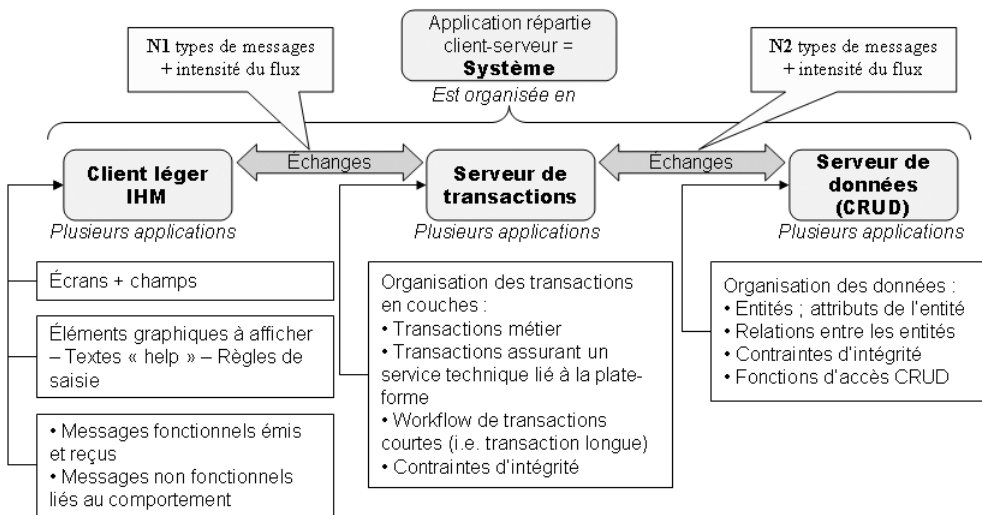 Application répartie
client-serveur =
Système
Est organisée en
N1 types de messages
+ intensité du flux
N2 types de messages
+ intensité du flux
Client léger
IHM
Plusieurs applications
Échanges
Serveur de
transactions
Plusieurs applications
Échanges
Serveur de
données
(CRUD)
Plusieurs applications
Écrans + champs
Éléments graphiques à afficher
– Textes « help » – Règles de
saisie
• Messages fonctionnels émis
et reçus
• Messages non fonctionnels
liés au comportement
Organisation des transactions
en couches :
• Transactions métier
• Transactions assurant un
service technique lié à la plate-
forme
• Workflow de transactions
courtes (i.e. transaction longue)
• Contraintes d'intégrité
Organisation des données :
• Entités ; attributs de l'entité
• Relations entre les entités
• Contraintes d'intégrité
• Fonctions d'accès CRUD